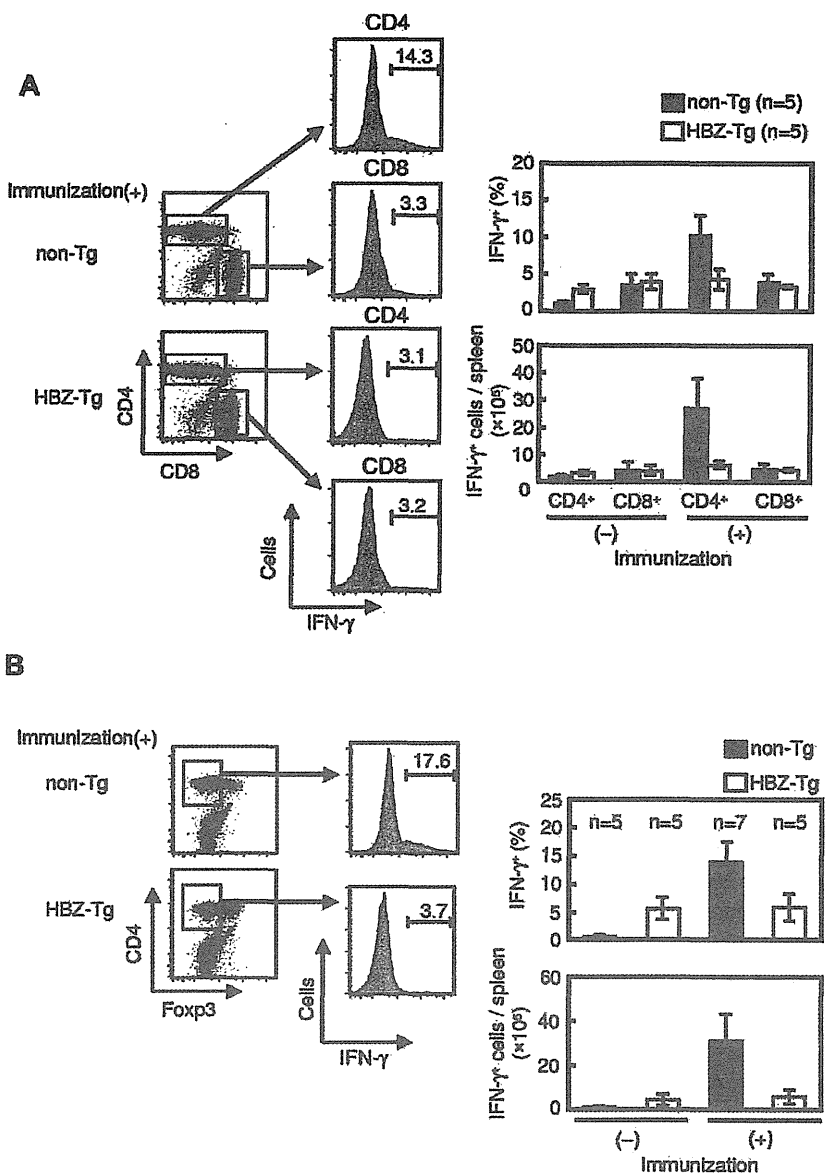 A
CD4
14.3
non-Tg (n=5)
HBZ-Tg (n=5)
Immunization(+)
non-Tg
CD8
3.3
HBZ-Tg
CD4
CD8
CD4
3.1
CD8
3.2
Cells
IFN-γ
IFN-γ⁺ (%)
20
15
10
5
0
IFN-γ⁺ cells / spleen
50
40
30
20
10
0
CD4⁺ CD8⁺ CD4⁺ CD8⁺
(−) (+)
Immunization
B
Immunization(+)
non-Tg
17.6
HBZ-Tg
3.7
CD4
Foxp3
Cells
IFN-γ
non-Tg
HBZ-Tg
IFN-γ⁺ (%)
25
20
15
10
5
0
n=5 n=5 n=7 n=5
IFN-γ⁺ cells / spleen
60
40
20
0
(−) (+)
Immunization